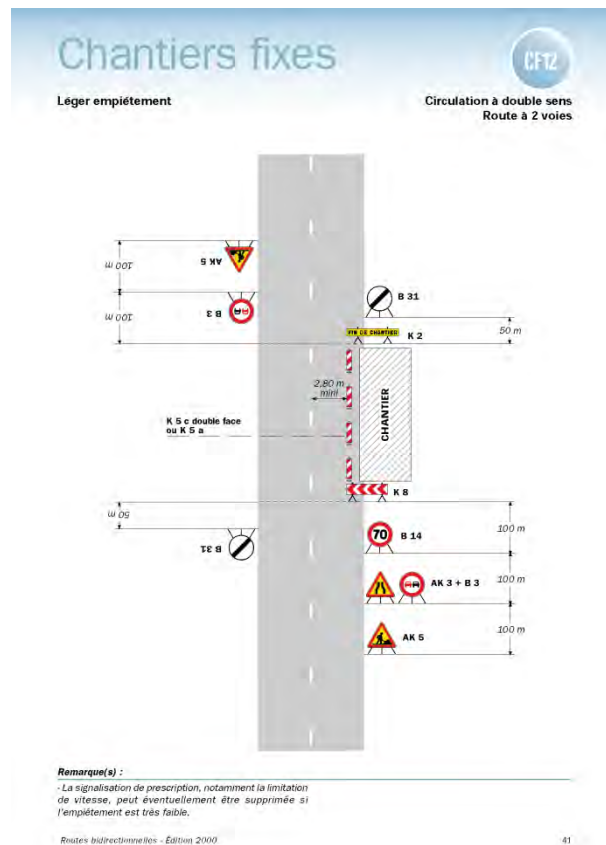 Chantiers fixes
CF12
Léger empiétement
Circulation à double sens
Route à 2 voies
AK 5
100 m
B 3
100 m
B 31
50 m
FIN DE CHANTIER
K 2
2,80 m
mini
CHANTIER
K 5 c double face
ou K 5 a
K 8
50 m
B 31
100 m
70
B 14
100 m
AK 3 + B 3
100 m
AK 5
Remarque(s) :
- La signalisation de prescription, notamment la limitation
de vitesse, peut éventuellement être supprimée si
l'empiétement est très faible.
Routes bidirectionnelles - Édition 2000
41